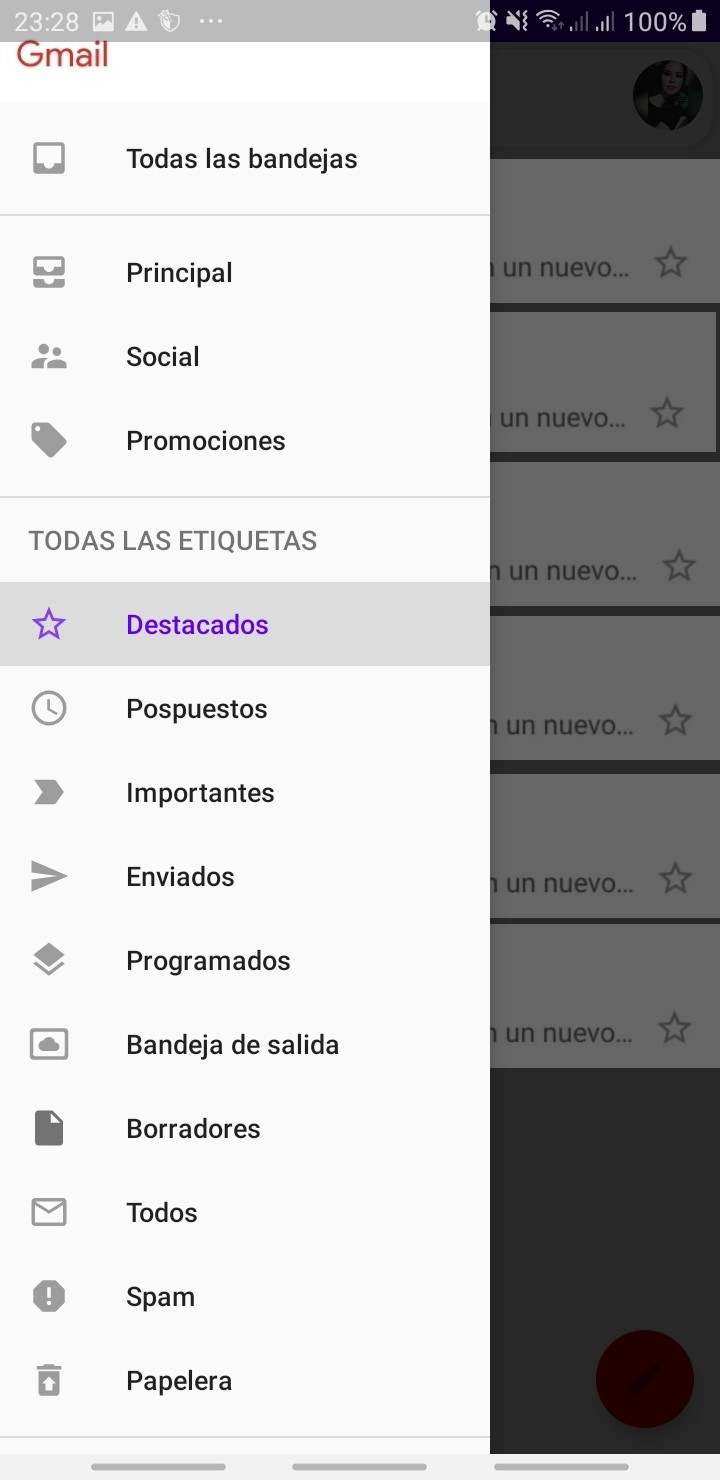 23:28 100%
Gmail
Todas las bandejas
Principal
un nuevo...
Social
Promociones
un nuevo...
TODAS LAS ETIQUETAS
un nuevo...
Destacados
Pospuestos
un nuevo...
Importantes
Enviados
un nuevo...
Programados
Bandeja de salida
un nuevo...
Borradores
Todos
Spam
Papelera